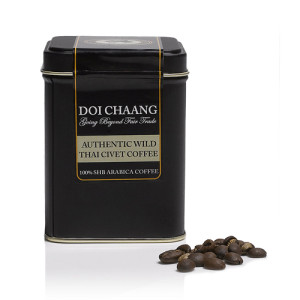 DOI CHAANG
Going Beyond Fair Trade
AUTHENTIC WILD
THAI CIVET COFFEE
100% SHB ARABICA COFFEE